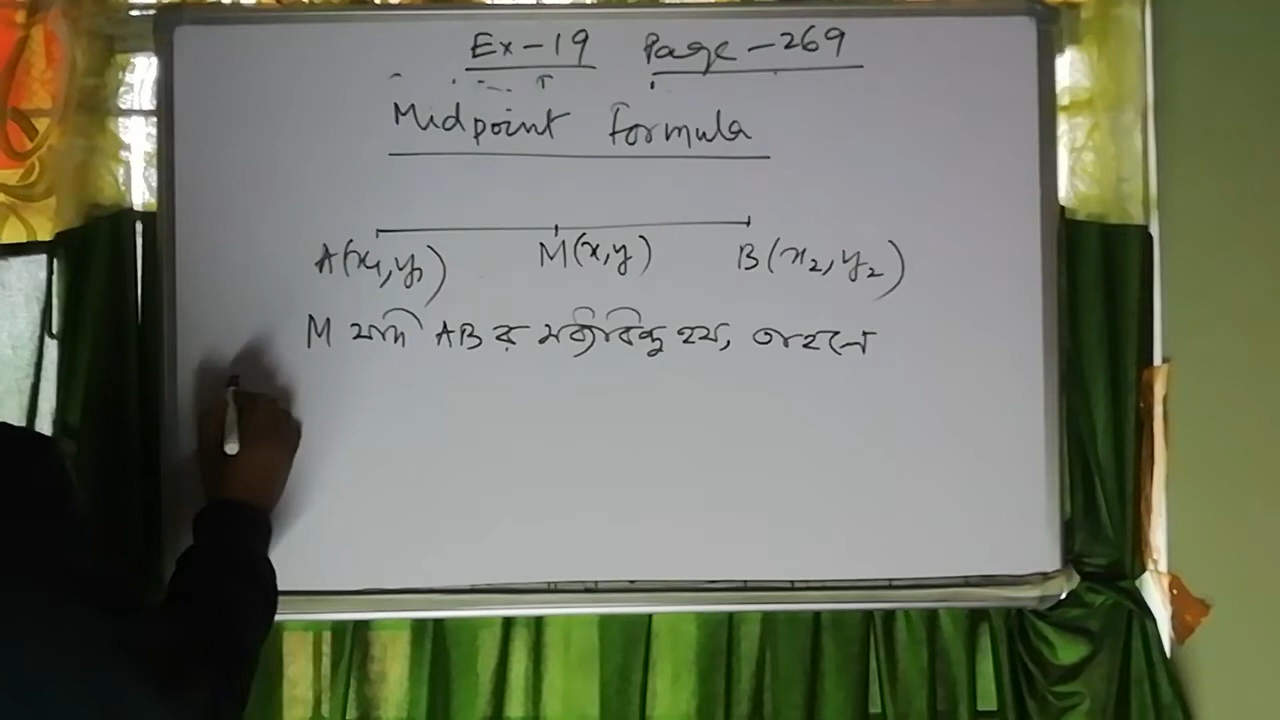 Ex-19 Page-269
Midpoint Formula
A(x₁,y₁) M(x,y) B(x₂,y₂)
M যদি AB র মধ্যবিন্দু হয়, তাহলে